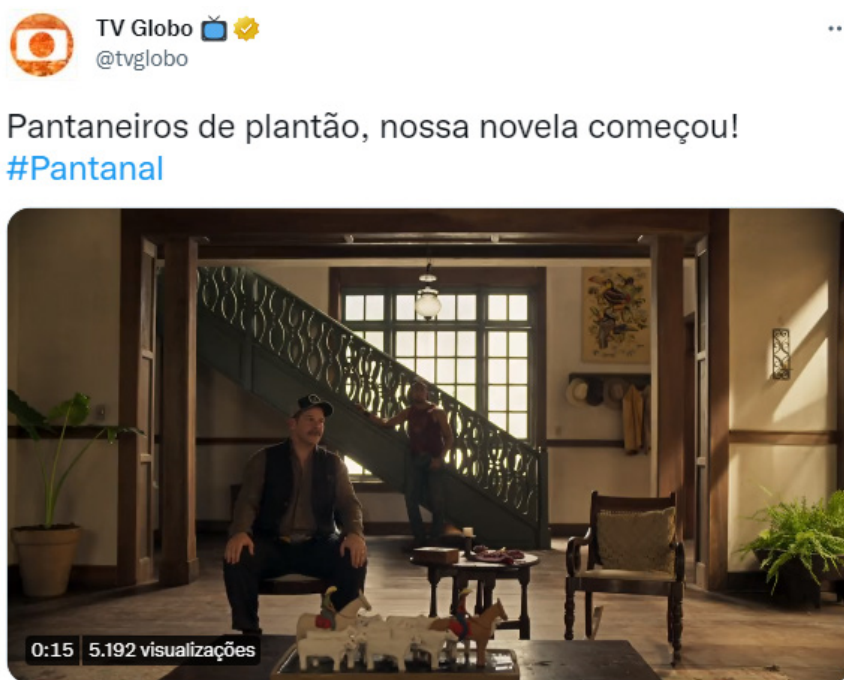 TV Globo
@tvglobo
Pantaneiros de plantão, nossa novela começou!
#Pantanal
0:15 5.192 visualizações